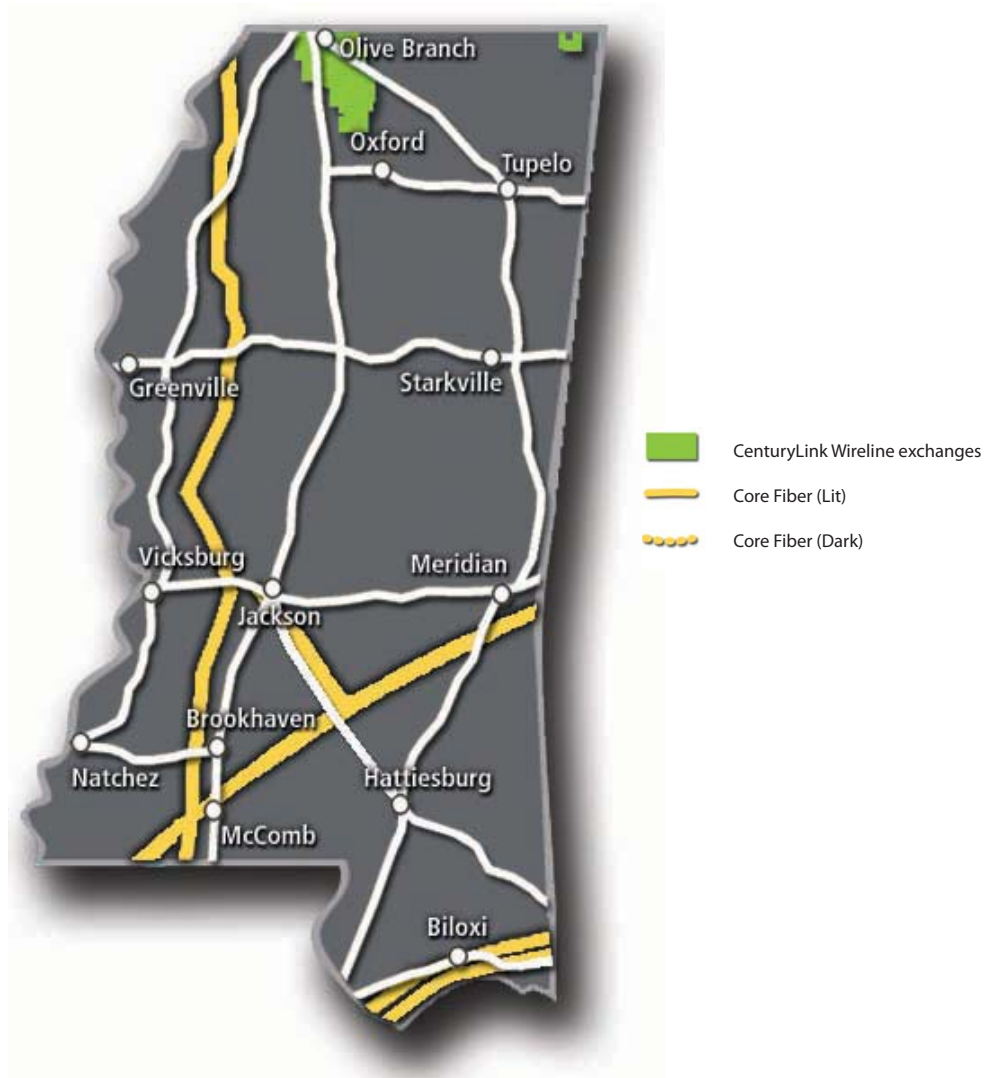 Olive Branch
Oxford
Tupelo
Greenville
Starkville
Vicksburg
Meridian
Jackson
Brookhaven
Natchez
Hattiesburg
McComb
Biloxi
CenturyLink Wireline exchanges
Core Fiber (Lit)
Core Fiber (Dark)